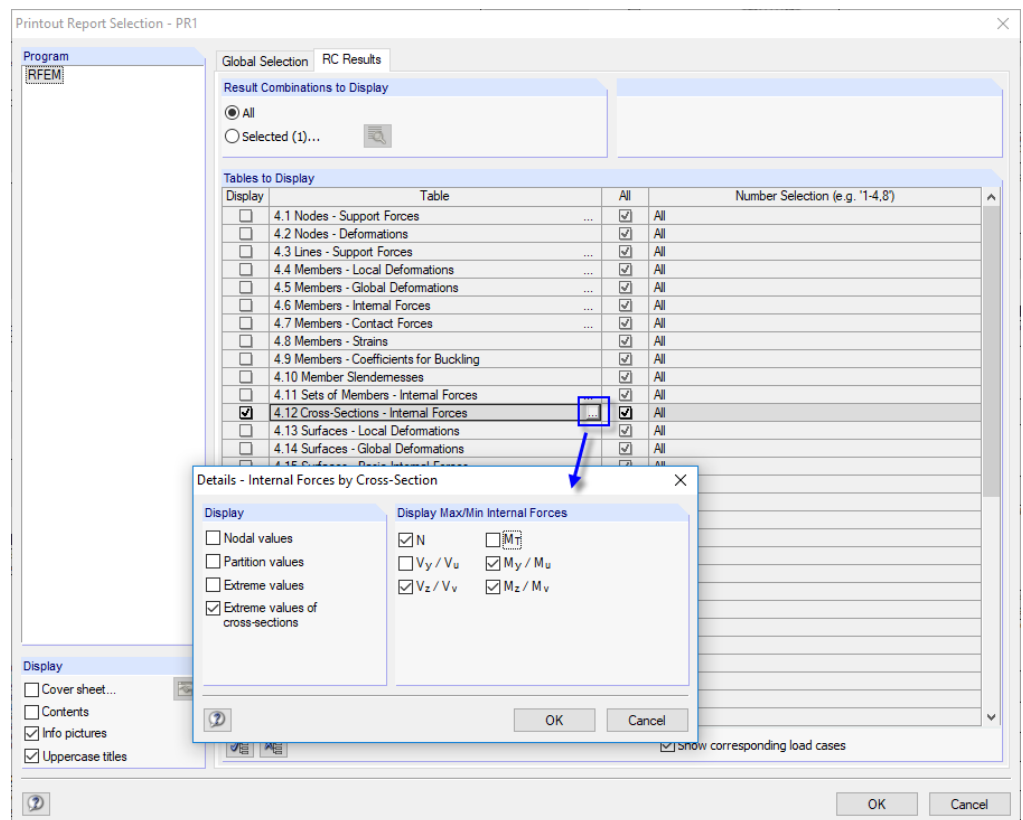 Printout Report Selection - PR1
Program
RFEM
Global Selection
RC Results
Result Combinations to Display
All
Selected (1)...
Tables to Display
Display Table All Number Selection (e.g. '1-4,8')
4.1 Nodes - Support Forces ... All
4.2 Nodes - Deformations All
4.3 Lines - Support Forces ... All
4.4 Members - Local Deformations ... All
4.5 Members - Global Deformations ... All
4.6 Members - Internal Forces ... All
4.7 Members - Contact Forces ... All
4.8 Members - Strains All
4.9 Members - Coefficients for Buckling All
4.10 Member Slendernesses All
4.11 Sets of Members - Internal Forces ... All
4.12 Cross-Sections - Internal Forces ... All
4.13 Surfaces - Local Deformations All
4.14 Surfaces - Global Deformations All
4.15 Surfaces - Basic Internal Forces All
Details - Internal Forces by Cross-Section
Display
Nodal values
Partition values
Extreme values
Extreme values of
cross-sections
Display Max/Min Internal Forces
N MT
Vy / Vu My / Mu
Vz / Vv Mz / Mv
OK Cancel
Display
Cover sheet...
Contents
Info pictures
Uppercase titles
Show corresponding load cases
OK Cancel